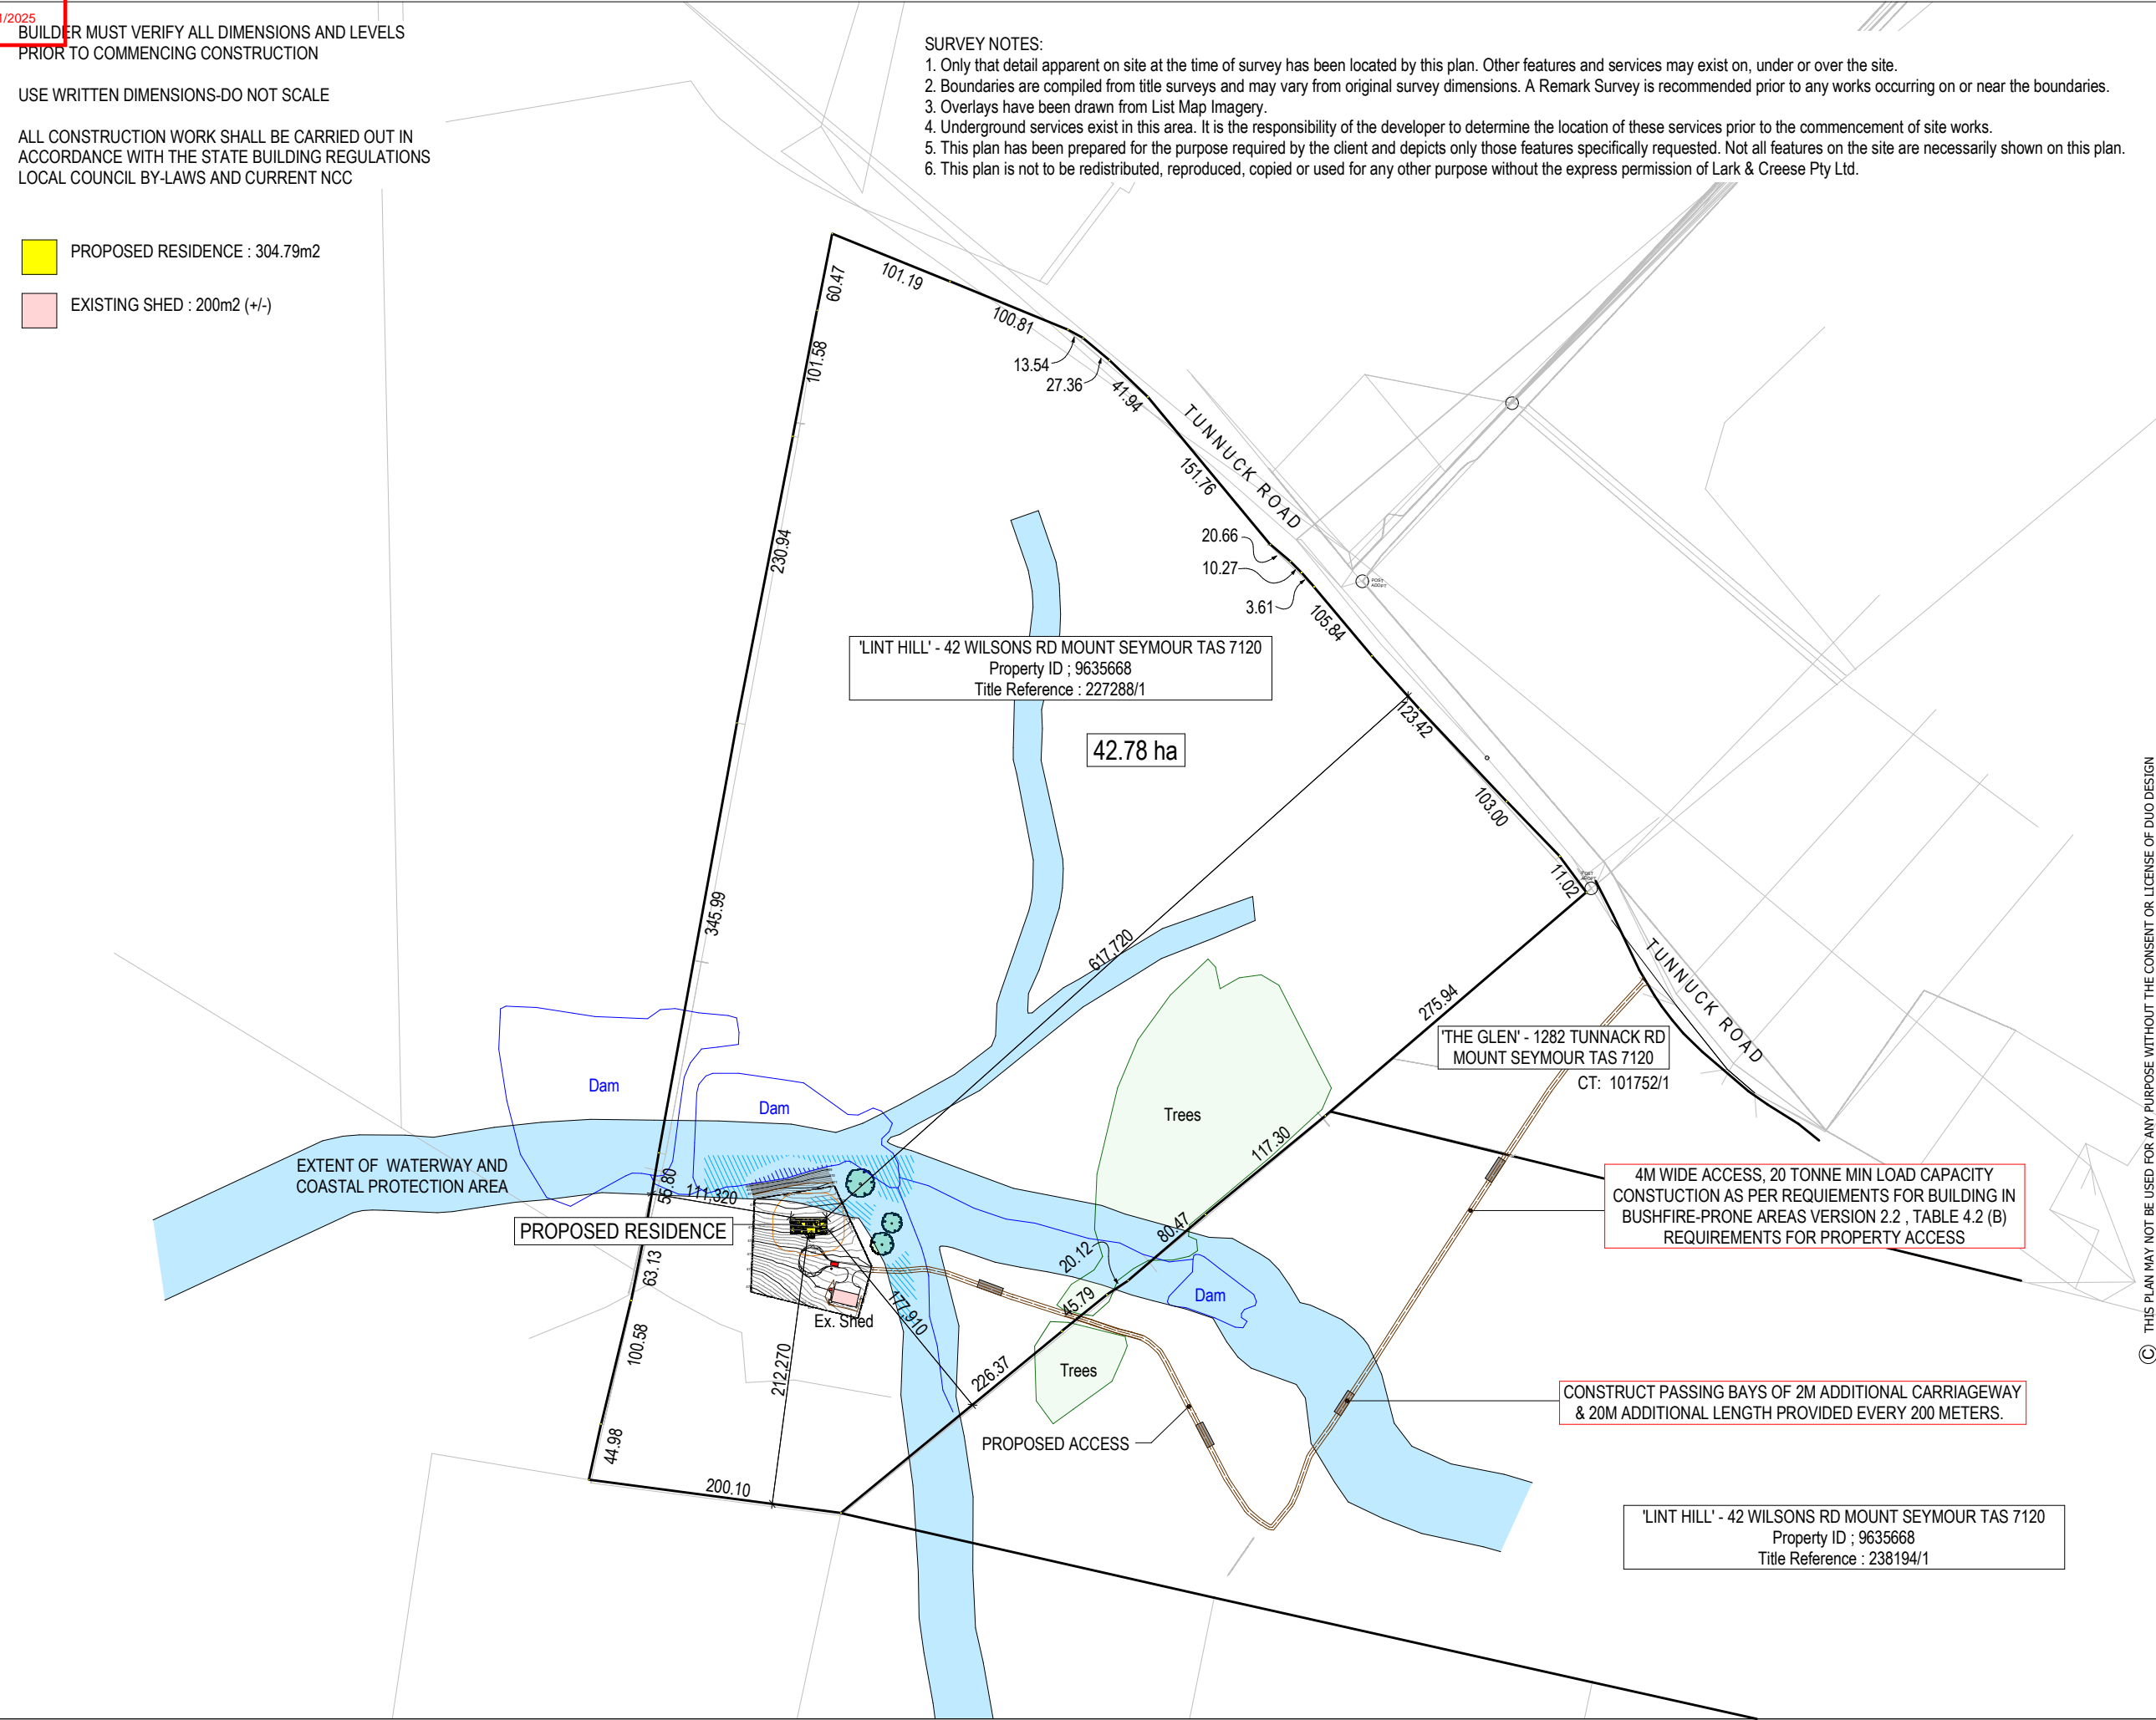 1/2025
BUILDER MUST VERIFY ALL DIMENSIONS AND LEVELS
PRIOR TO COMMENCING CONSTRUCTION
USE WRITTEN DIMENSIONS-DO NOT SCALE
ALL CONSTRUCTION WORK SHALL BE CARRIED OUT IN
ACCORDANCE WITH THE STATE BUILDING REGULATIONS
LOCAL COUNCIL BY-LAWS AND CURRENT NCC
PROPOSED RESIDENCE : 304.79m2
EXISTING SHED : 200m2 (+/-)
SURVEY NOTES:
1. Only that detail apparent on site at the time of survey has been located by this plan. Other features and services may exist on, under or over the site.
2. Boundaries are compiled from title surveys and may vary from original survey dimensions. A Remark Survey is recommended prior to any works occurring on or near the boundaries.
3. Overlays have been drawn from List Map Imagery.
4. Underground services exist in this area. It is the responsibility of the developer to determine the location of these services prior to the commencement of site works.
5. This plan has been prepared for the purpose required by the client and depicts only those features specifically requested. Not all features on the site are necessarily shown on this plan.
6. This plan is not to be redistributed, reproduced, copied or used for any other purpose without the express permission of Lark & Creese Pty Ltd.
60.47
101.19
100.81
13.54
27.36
41.94
101.58
TUNNUCK ROAD
151.76
20.66
10.27
3.61
105.84
230.94
'LINT HILL' - 42 WILSONS RD MOUNT SEYMOUR TAS 7120
Property ID ; 9635668
Title Reference : 227288/1
42.78 ha
123.42
103.00
11.02
POST
ABOPT
345.99
617,720
275.94
TUNNUCK ROAD
'THE GLEN' - 1282 TUNNACK RD
MOUNT SEYMOUR TAS 7120
CT: 101752/1
Dam
Dam
Trees
117.30
EXTENT OF WATERWAY AND
COASTAL PROTECTION AREA
55.80
111,320
PROPOSED RESIDENCE
4M WIDE ACCESS, 20 TONNE MIN LOAD CAPACITY
CONSTUCTION AS PER REQUIEMENTS FOR BUILDING IN
BUSHFIRE-PRONE AREAS VERSION 2.2 , TABLE 4.2 (B)
REQUIREMENTS FOR PROPERTY ACCESS
80.47
20.12
45.79
Dam
63.13
Ex. Shed
177,910
100.58
212,270
226.37
Trees
CONSTRUCT PASSING BAYS OF 2M ADDITIONAL CARRIAGEWAY
& 20M ADDITIONAL LENGTH PROVIDED EVERY 200 METERS.
PROPOSED ACCESS
44.98
200.10
'LINT HILL' - 42 WILSONS RD MOUNT SEYMOUR TAS 7120
Property ID ; 9635668
Title Reference : 238194/1
© THIS PLAN MAY NOT BE USED FOR ANY PURPOSE WITHOUT THE CONSENT OR LICENSE OF DUO DESIGN